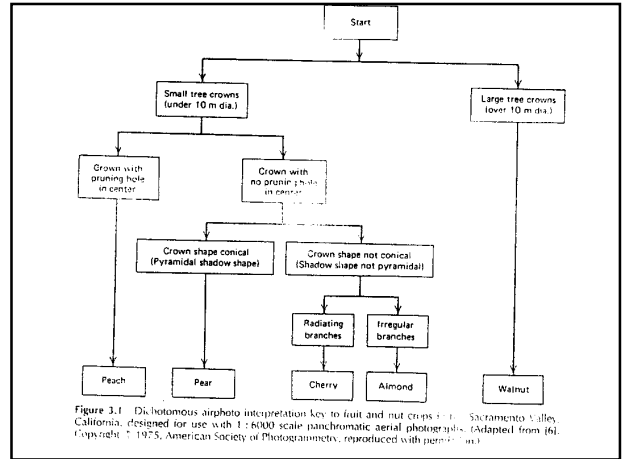 Start
Small tree crowns
(under 10 m dia.)
Large tree crowns
(over 10 m dia.)
Crown with
pruning hole
in center
Crown with
no pruning hole
in center
Crown shape conical
(Pyramidal shadow shape)
Crown shape not conical
(Shadow shape not pyramidal)
Radiating
branches
Irregular
branches
Peach
Pear
Cherry
Almond
Walnut
Figure 3.1 Dichotomous airphoto interpretation key to fruit and nut crops Sacramento Valley,
California, designed for use with 1:6000 scale panchromatic aerial photographs. (Adapted from [6].
Copyright 1975, American Society of Photogrammetry, reproduced with